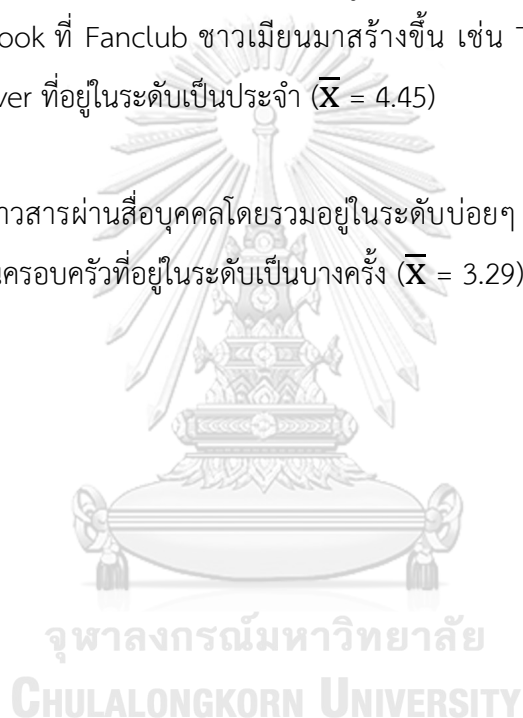 ook ที่ Fanclub ชาวเมียนมาสร้างขึ้น เช่น
ver ที่อยู่ในระดับเป็นประจำ (X̅ = 4.45)
าวสารผ่านสื่อบุคคลโดยรวมอยู่ในระดับบ่อยๆ
นครอบครัวที่อยู่ในระดับเป็นบางครั้ง (X̅ = 3.29)
จุฬาลงกรณ์มหาวิทยาลัย
CHULALONGKORN UNIVERSITY